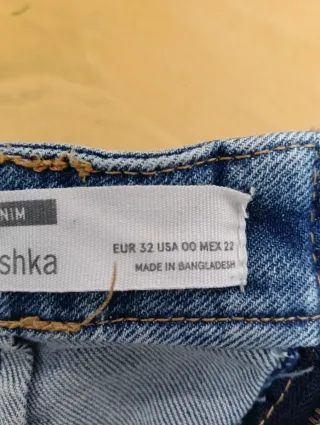 NIM
shka
EUR 32 USA 00 MEX 22
MADE IN BANGLADESH